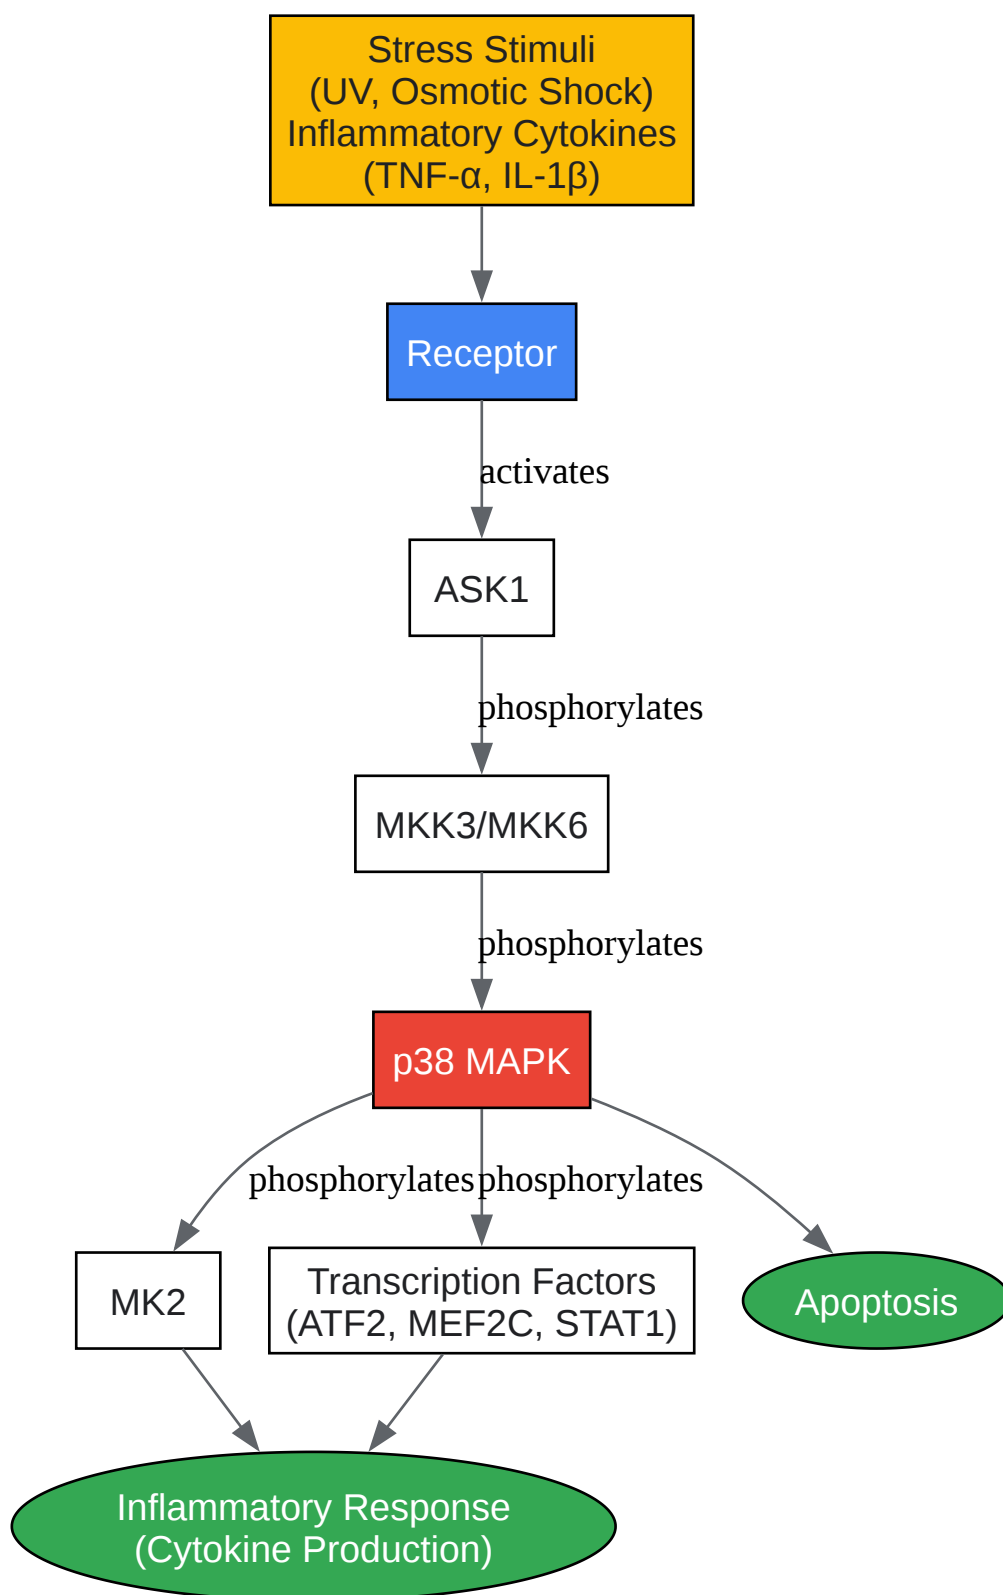 Stress Stimuli
(UV, Osmotic Shock)
Inflammatory Cytokines
(TNF-α, IL-1β)
Receptor
activates
ASK1
phosphorylates
MKK3/MKK6
phosphorylates
p38 MAPK
phosphorylates
phosphorylates
MK2
Transcription Factors
(ATF2, MEF2C, STAT1)
Apoptosis
Inflammatory Response
(Cytokine Production)